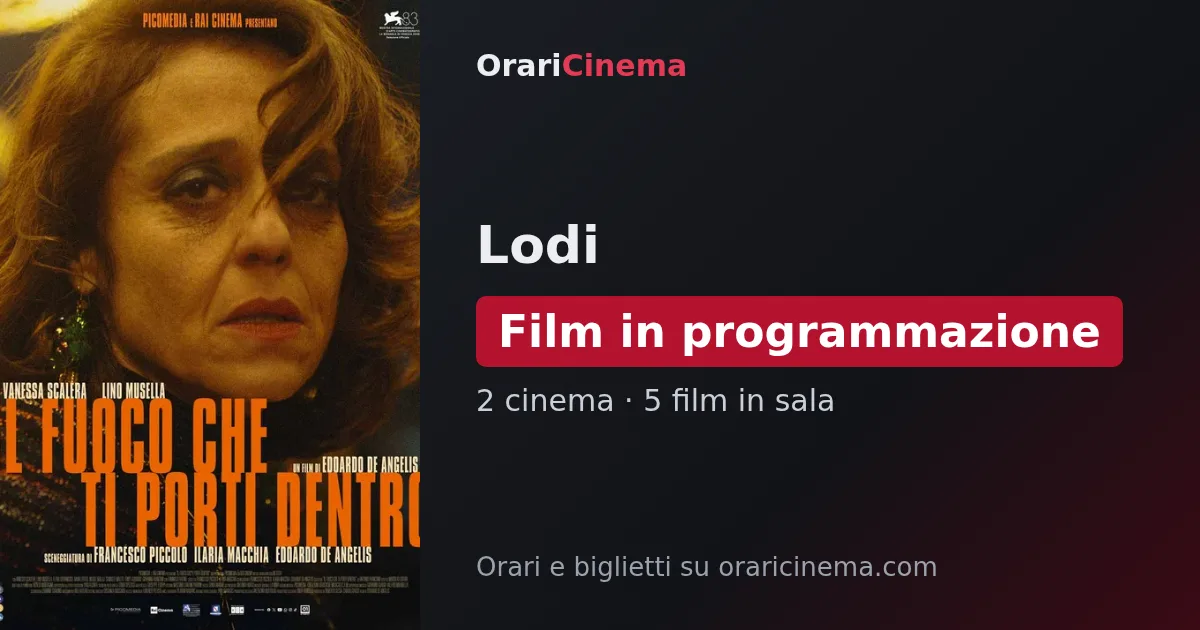 PICOMEDIA E RAI CINEMA PRESENTANO
83
VANESSA SCALERA LINO MUSELLA
L FUOCO CHE
UN FILM DI EDOARDO DE ANGELIS
TI PORTI DENTRO
SCENEGGIATURA DI FRANCESCO PICCOLO ILARIA MACCHIA EDOARDO DE ANGELIS
OrariCinema
Lodi
Film in programmazione
2 cinema · 5 film in sala
Orari e biglietti su oraricinema.com